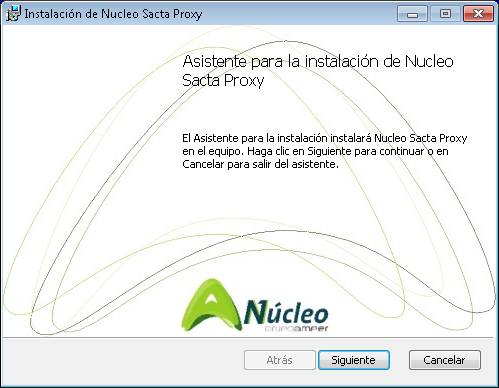 Instalación de Nucleo Sacta Proxy
Asistente para la instalación de Nucleo
Sacta Proxy
El Asistente para la instalación instalará Nucleo Sacta Proxy
en el equipo. Haga clic en Siguiente para continuar o en
Cancelar para salir del asistente.
Núcleo
grupoamper
Atrás
Siguiente
Cancelar